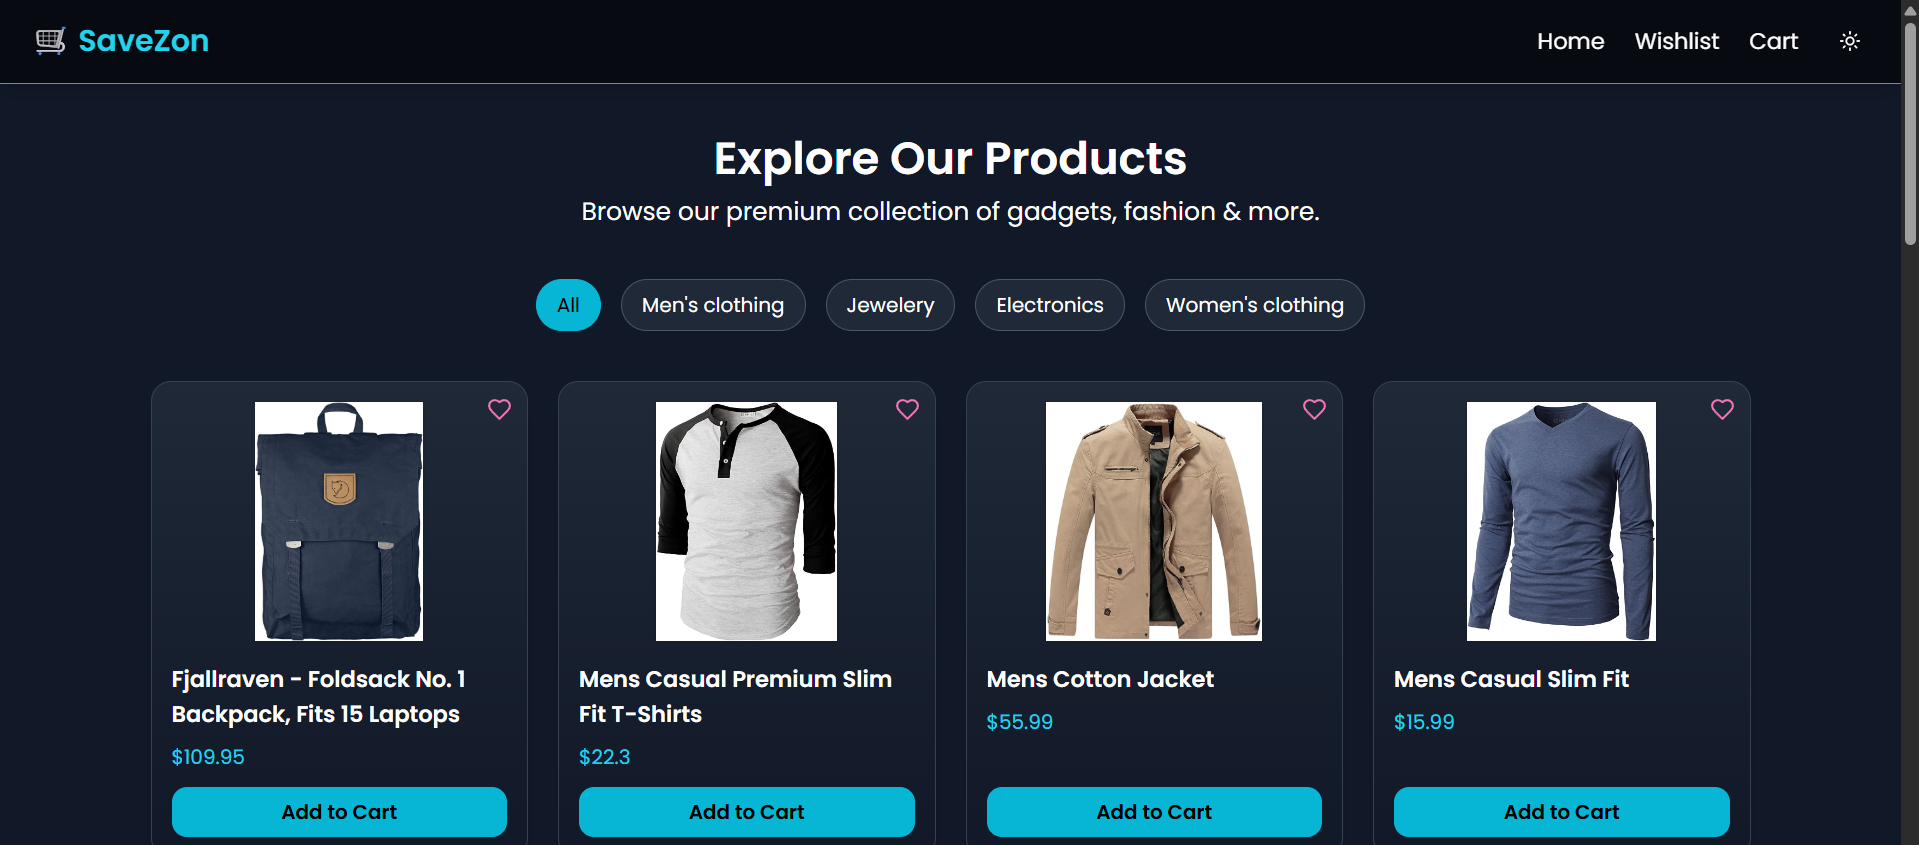 SaveZon
Home Wishlist Cart
Explore Our Products
Browse our premium collection of gadgets, fashion & more.
All Men's clothing Jewelery Electronics Women's clothing
Fjallraven - Foldsack No. 1
Backpack, Fits 15 Laptops
$109.95
Add to Cart
Mens Casual Premium Slim
Fit T-Shirts
$22.3
Add to Cart
Mens Cotton Jacket
$55.99
Add to Cart
Mens Casual Slim Fit
$15.99
Add to Cart